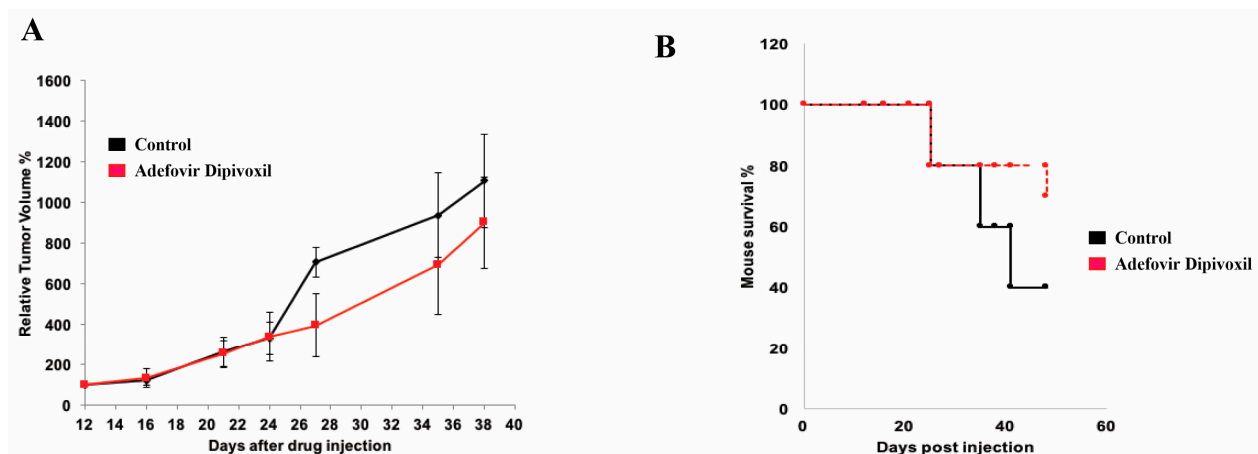 A
1600
1400
1200
1000
800
600
400
200
0
Relative Tumor Volume %
Control
Adefovir Dipivoxil
12 14 16 18 20 22 24 26 28 30 32 34 36 38 40
Days after drug injection
B
120
100
80
60
40
20
0
Mouse survival %
Control
Adefovir Dipivoxil
0 20 40 60
Days post injection